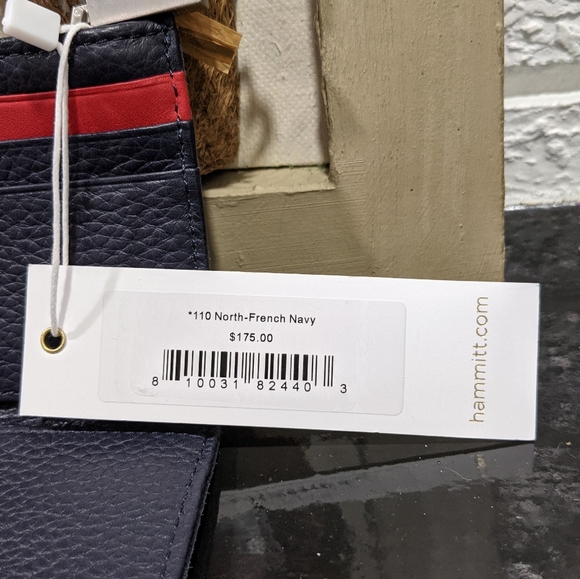 *110 North-French Navy
$175.00
8 10031 82440 3
hammitt.com